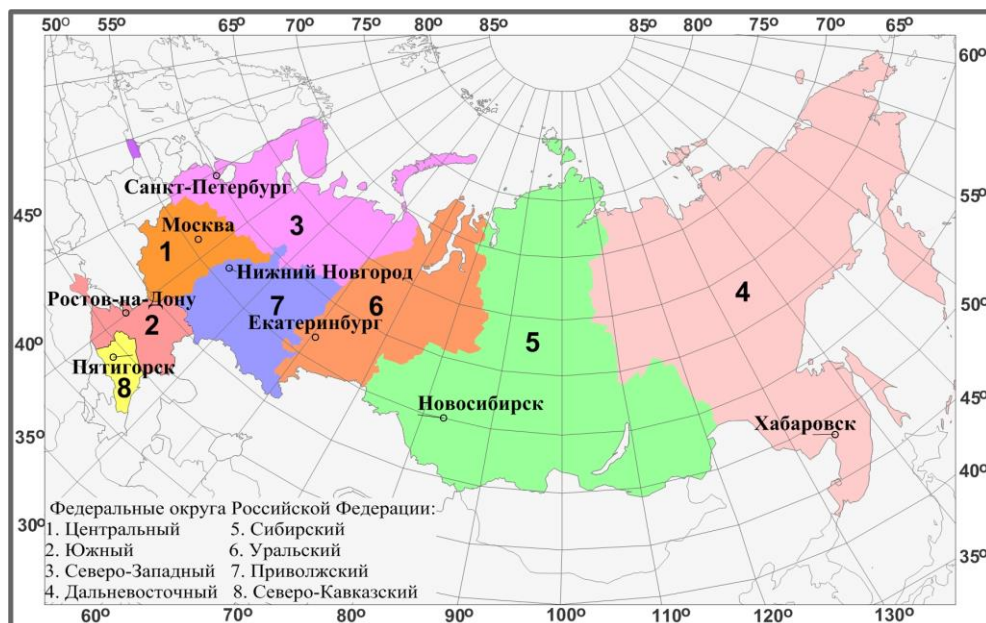 50° 55° 65° 70° 75° 80° 85° 85° 80° 75° 70° 65°
60°
55°
50°
45°
40°
35°
45°
40°
35°
30°
Санкт-Петербург
Москва
3
1
Нижний Новгород
Ростов-на-Дону
7
6
4
2
Екатеринбург
5
Пятигорск
8
Новосибирск
Хабаровск
Федеральные округа Российской Федерации:
1. Центральный 5. Сибирский
2. Южный 6. Уральский
3. Северо-Западный 7. Приволжский
4. Дальневосточный 8. Северо-Кавказский
60° 70° 80° 90° 100° 110° 120° 130°